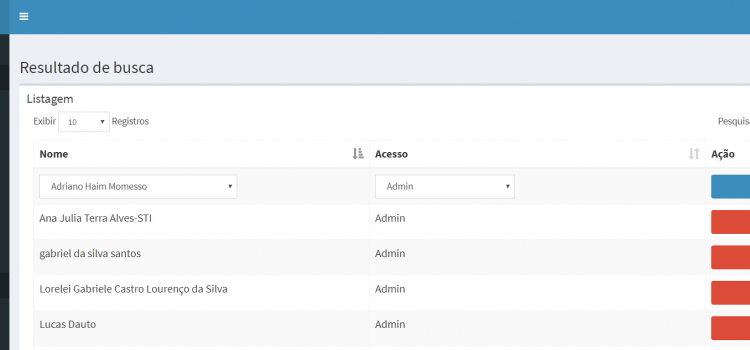 Resultado de busca
Listagem
Exibir 10 Registros
Nome Acesso Ação
Adriano Haim Momesso Admin
Ana Julia Terra Alves-STI Admin
gabriel da silva santos Admin
Lorelei Gabriele Castro Lourenço da Silva Admin
Lucas Dauto Admin